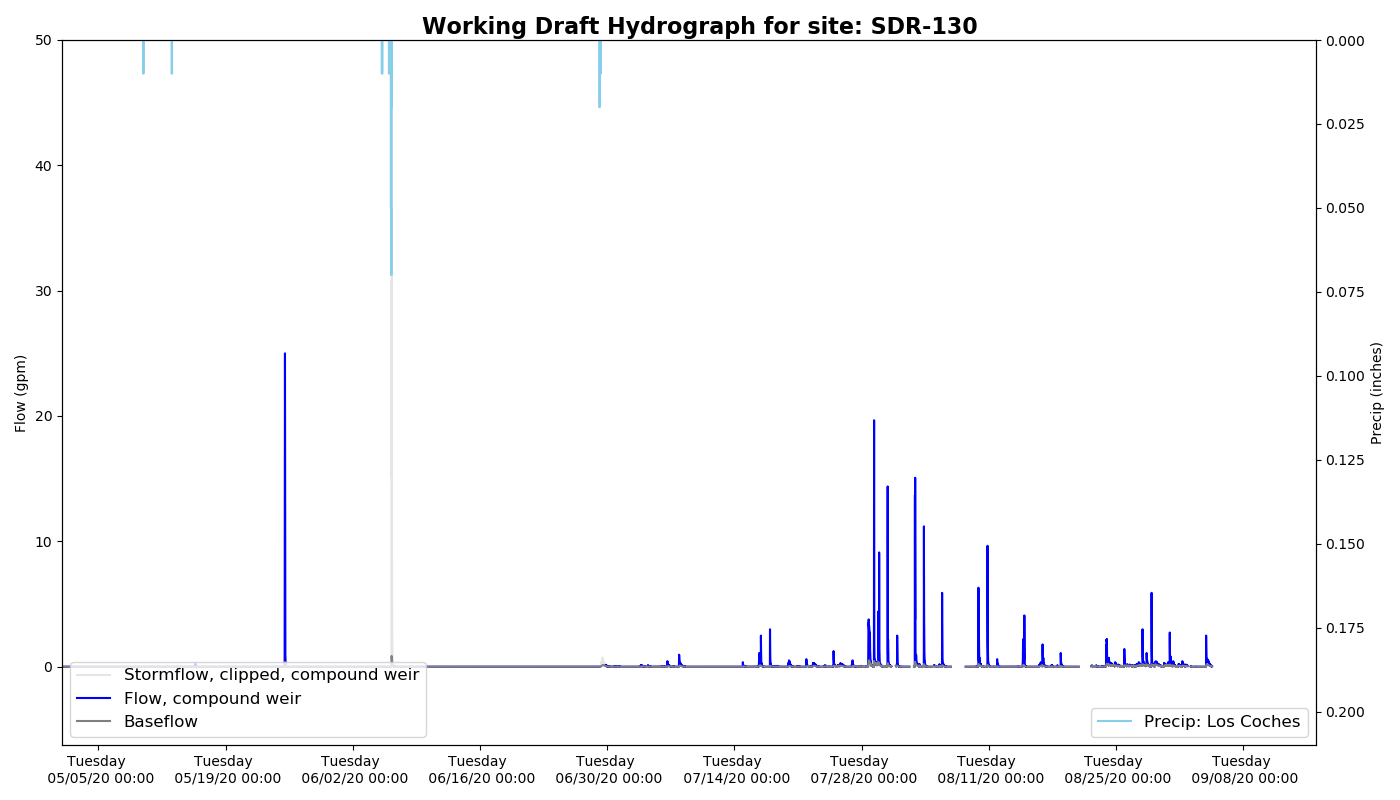 Working Draft Hydrograph for site: SDR-130
50
40
30
20
10
0
Flow (gpm)
0.000
0.025
0.050
0.075
0.100
0.125
0.150
0.175
0.200
Precip (inches)
Stormflow, clipped, compound weir
Flow, compound weir
Baseflow
Precip: Los Coches
Tuesday
05/05/20 00:00
Tuesday
05/19/20 00:00
Tuesday
06/02/20 00:00
Tuesday
06/16/20 00:00
Tuesday
06/30/20 00:00
Tuesday
07/14/20 00:00
Tuesday
07/28/20 00:00
Tuesday
08/11/20 00:00
Tuesday
08/25/20 00:00
Tuesday
09/08/20 00:00